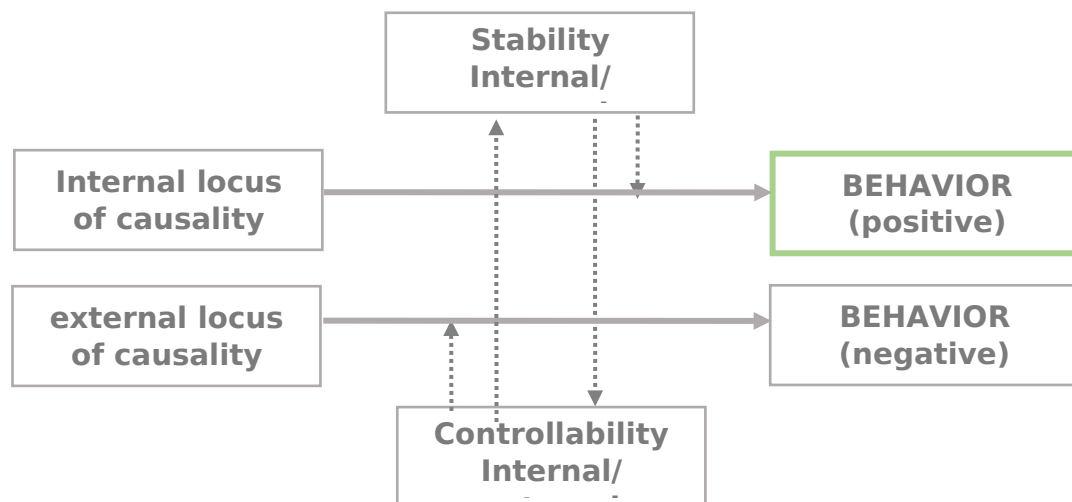 Stability
Internal/
Internal locus
of causality
BEHAVIOR
(positive)
external locus
of causality
BEHAVIOR
(negative)
Controllability
Internal/